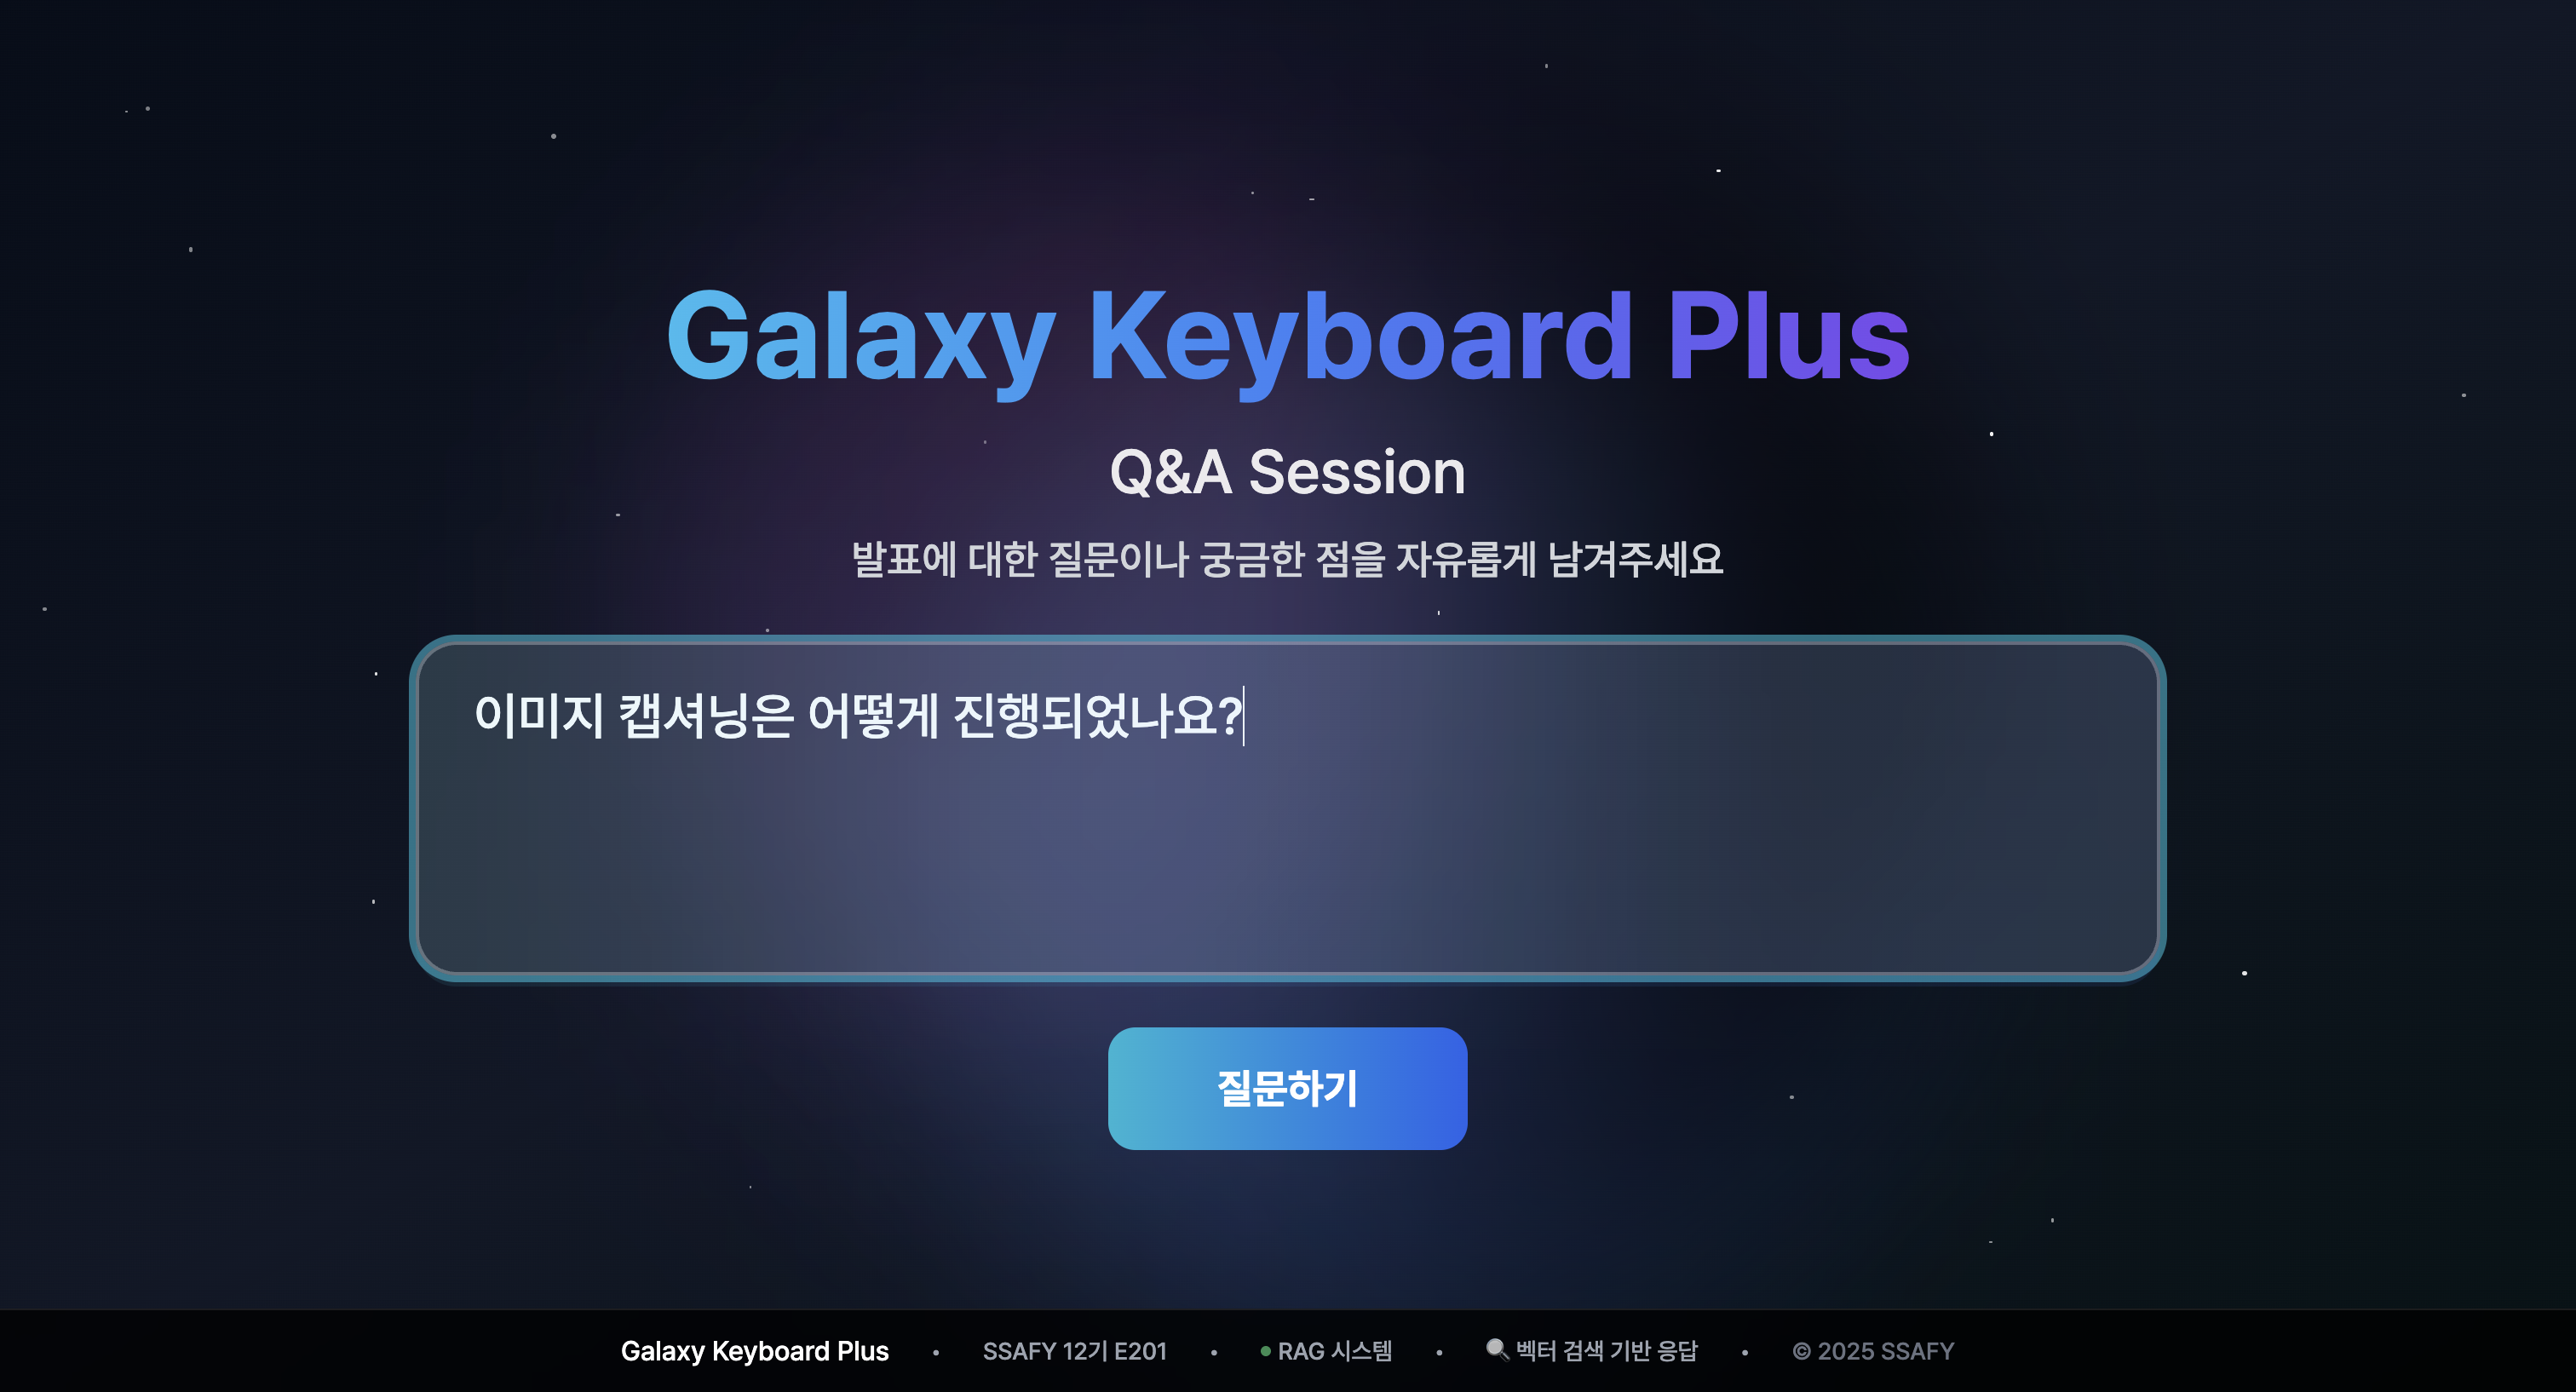 Galaxy Keyboard Plus
Q&A Session
발표에 대한 질문이나 궁금한 점을 자유롭게 남겨주세요
이미지 캡셔닝은 어떻게 진행되었나요?
질문하기
Galaxy Keyboard Plus • SSAFY 12기 E201 • RAG 시스템 • 벡터 검색 기반 응답 • © 2025 SSAFY